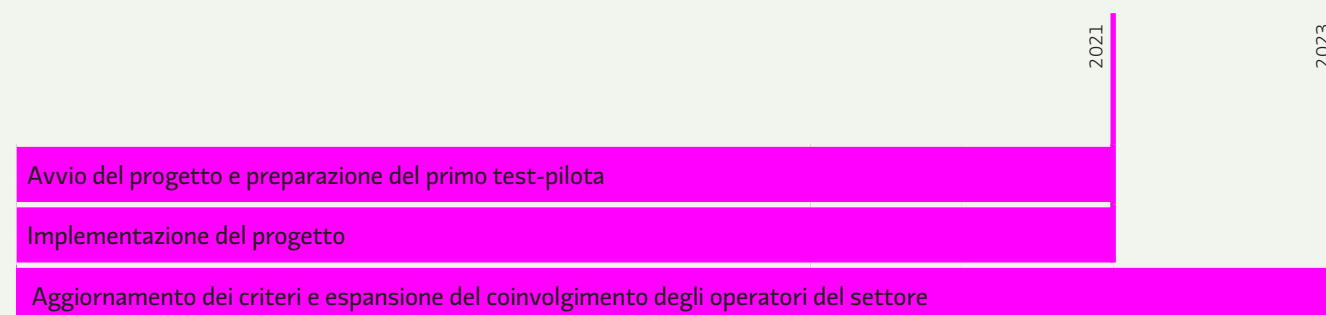 2021
2023
Avvio del progetto e preparazione del primo test-pilota
Implementazione del progetto
Aggiornamento dei criteri e espansione del coinvolgimento degli operatori del settore